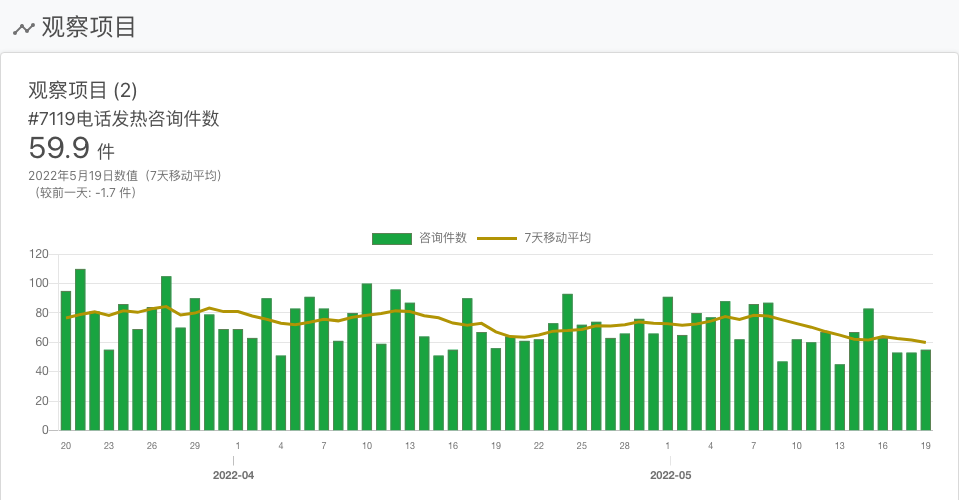 观察项目
观察项目 (2)
#7119电话发热咨询件数
59.9 件
2022年5月19日数值（7天移动平均）
（较前一天: -1.7 件）
咨询件数 7天移动平均
120
100
80
60
40
20
0
20 23 26 29 1 4 7 10 13 16 19 22 25 28 1 4 7 10 13 16 19
2022-04 2022-05